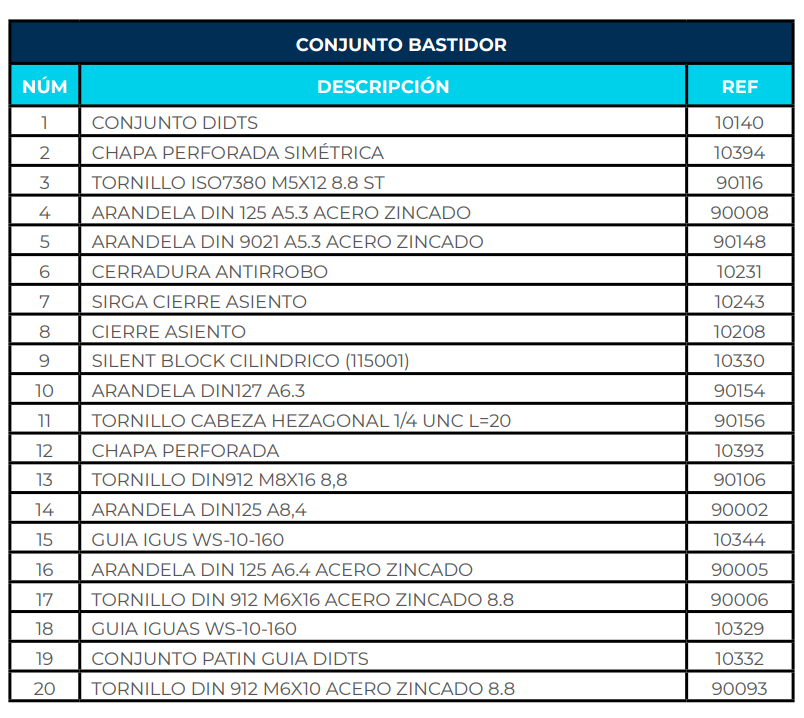 CONJUNTO BASTIDOR
NÚM DESCRIPCIÓN REF
1 CONJUNTO DIDTS 10140
2 CHAPA PERFORADA SIMÉTRICA 10394
3 TORNILLO ISO7380 M5X12 8.8 ST 90116
4 ARANDELA DIN 125 A5.3 ACERO ZINCADO 90008
5 ARANDELA DIN 9021 A5.3 ACERO ZINCADO 90148
6 CERRADURA ANTIRROBO 10231
7 SIRGA CIERRE ASIENTO 10243
8 CIERRE ASIENTO 10208
9 SILENT BLOCK CILINDRICO (115001) 10330
10 ARANDELA DIN127 A6.3 90154
11 TORNILLO CABEZA HEZAGONAL 1/4 UNC L=20 90156
12 CHAPA PERFORADA 10393
13 TORNILLO DIN912 M8X16 8,8 90106
14 ARANDELA DIN125 A8,4 90002
15 GUIA IGUS WS-10-160 10344
16 ARANDELA DIN 125 A6.4 ACERO ZINCADO 90005
17 TORNILLO DIN 912 M6X16 ACERO ZINCADO 8.8 90006
18 GUIA IGUAS WS-10-160 10329
19 CONJUNTO PATIN GUIA DIDTS 10332
20 TORNILLO DIN 912 M6X10 ACERO ZINCADO 8.8 90093